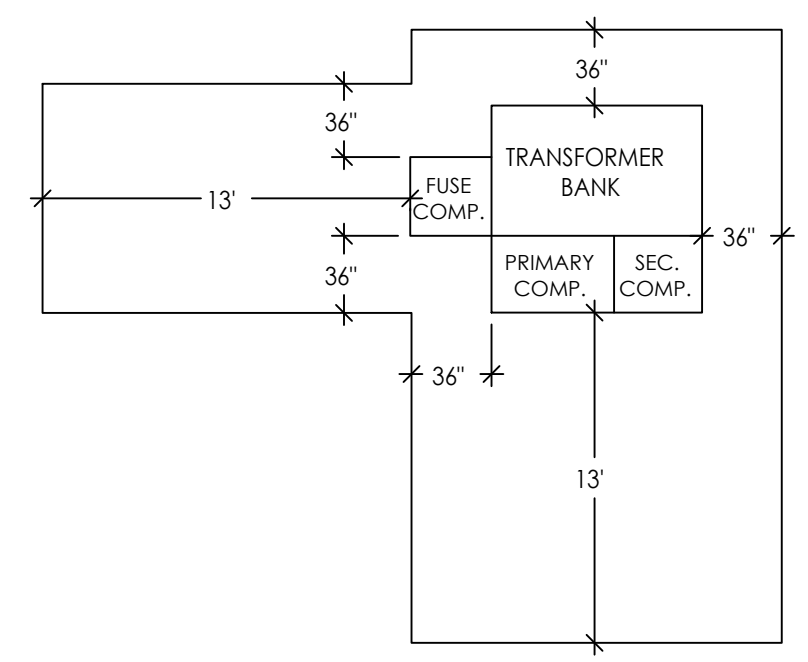 36"
36"
TRANSFORMER
BANK
FUSE
COMP.
13'
36"
36"
PRIMARY
COMP.
SEC.
COMP.
36"
13'